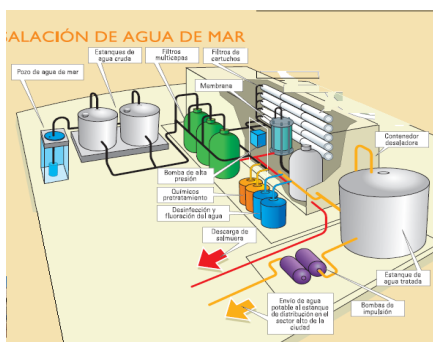 ALACIÓN DE AGUA DE MAR
Estanques de
agua cruda
Filtros
multicapas
Filtros de
cartuchos
Pozo de agua de mar
Membrana
Contenedor
desaladora
Bomba de alta
presión
Químicos
pretratamiento
Desinfección y
fluoración del agua
Descarga de
salmuera
Estanque de
agua tratada
Envío de agua
potable al estanque
de distribución en el
sector alto de la
ciudad
Bombas de
impulsión